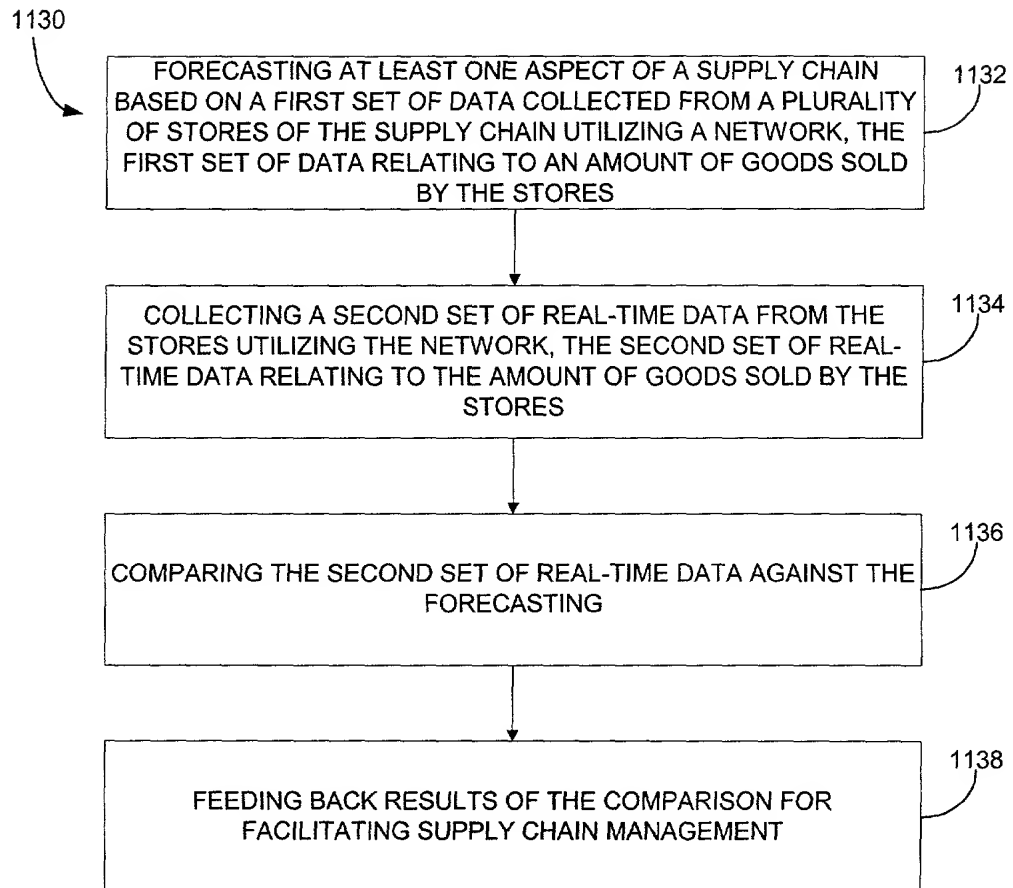 1130
FORECASTING AT LEAST ONE ASPECT OF A SUPPLY CHAIN
BASED ON A FIRST SET OF DATA COLLECTED FROM A PLURALITY
OF STORES OF THE SUPPLY CHAIN UTILIZING A NETWORK, THE
FIRST SET OF DATA RELATING TO AN AMOUNT OF GOODS SOLD
BY THE STORES
1132
COLLECTING A SECOND SET OF REAL-TIME DATA FROM THE
STORES UTILIZING THE NETWORK, THE SECOND SET OF REAL-
TIME DATA RELATING TO THE AMOUNT OF GOODS SOLD BY THE
STORES
1134
COMPARING THE SECOND SET OF REAL-TIME DATA AGAINST THE
FORECASTING
1136
FEEDING BACK RESULTS OF THE COMPARISON FOR
FACILITATING SUPPLY CHAIN MANAGEMENT
1138